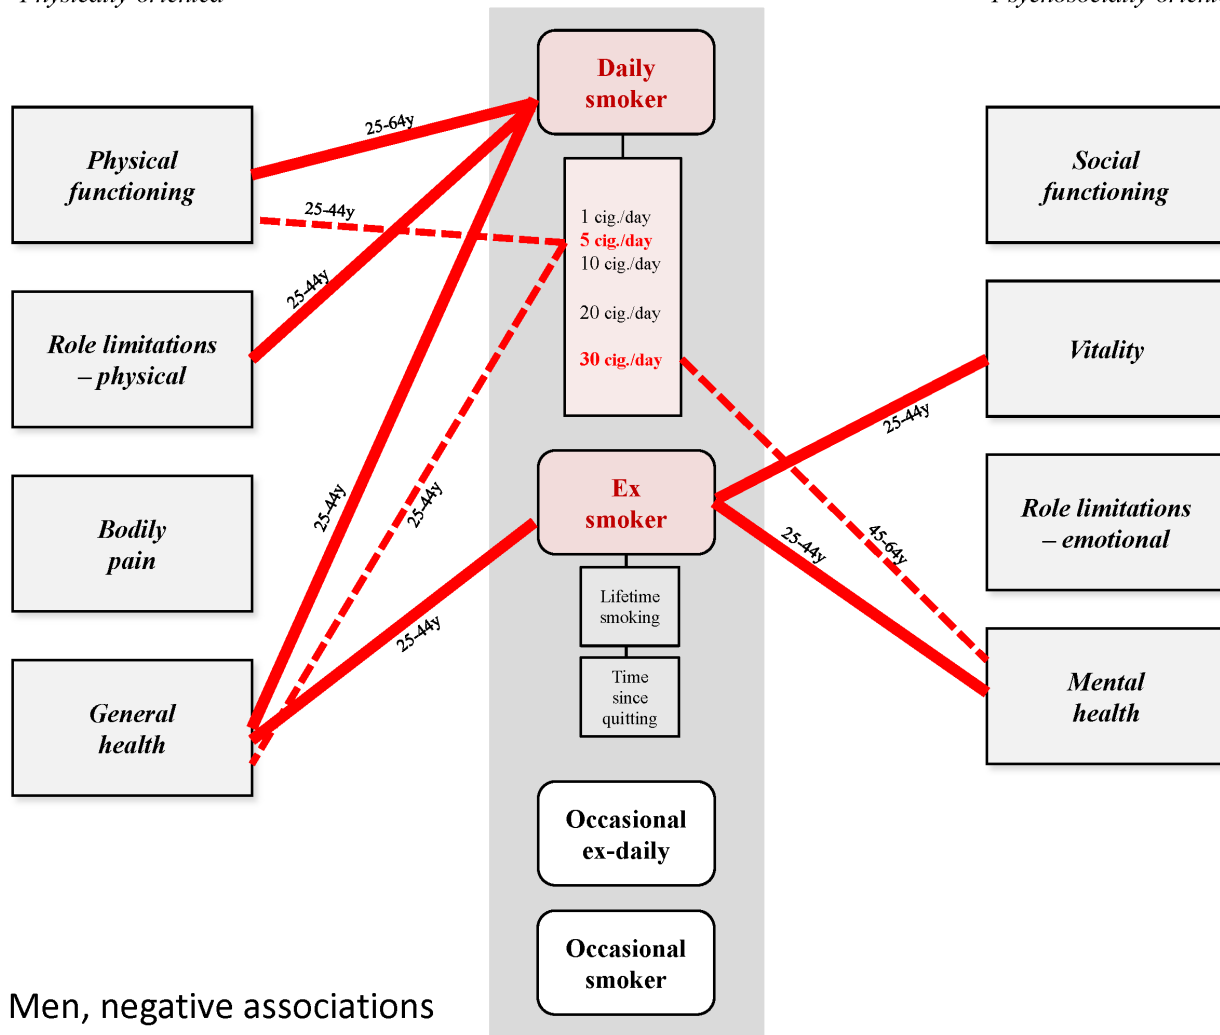 Physically oriented
Daily
smoker
25-64y
Physical
functioning
25-44y
1 cig./day
5 cig./day
10 cig./day
20 cig./day
30 cig./day
Social
functioning
25-44y
Role limitations
– physical
Vitality
25-44y
Ex
smoker
25-44y
25-44y
Bodily
pain
Role limitations
– emotional
45-64y
25-44y
Lifetime
smoking
25-44y
Time
since
quitting
General
health
Mental
health
Occasional
ex-daily
Occasional
smoker
Men, negative associations